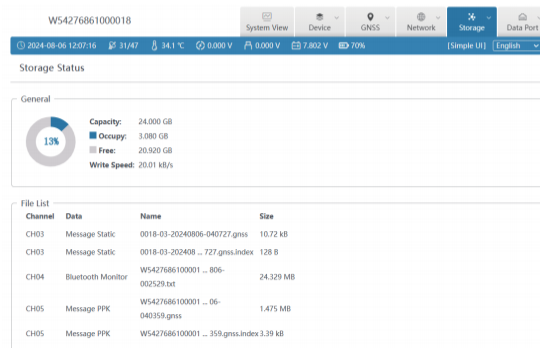 W54276861000018
System View
Device
GNSS
Network
Storage
Data Port
2024-08-06 12:07:16 31/47 34.1 ℃ 0.000 V 0.000 V 7.802 V 70% [Simple UI] English
Storage Status
General
13%
Capacity: 24.000 GB
Occupy: 3.080 GB
Free: 20.920 GB
Write Speed: 20.01 kB/s
File List
Channel Data Name Size
CH03 Message Static 0018-03-20240806-040727.gnss 10.72 kB
CH03 Message Static 0018-03-202408 ... 727.gnss.index 128 B
CH04 Bluetooth Monitor W5427686100001 ... 806-
002529.txt 24.329 MB
CH05 Message PPK W5427686100001 ... 06-
040359.gnss 1.475 MB
CH05 Message PPK W5427686100001 ... 359.gnss.index 3.39 kB